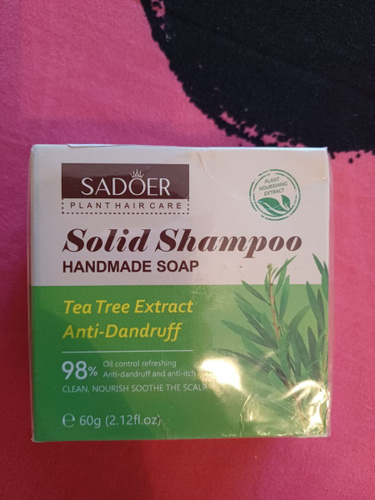 SADOER
PLANT HAIR CARE
PLANT
NOURISHING
EXTRACT
Solid Shampoo
HANDMADE SOAP
Tea Tree Extract
Anti-Dandruff
98% Oil control refreshing
Anti-dandruff and anti-itch
CLEAN, NOURISH SOOTHE THE SCALP
℮ 60g (2.12fl.oz)